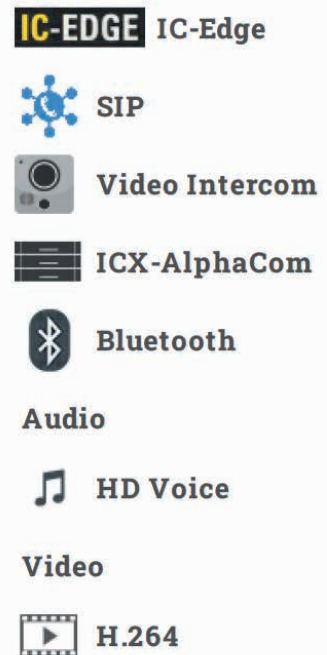 IC-EDGE IC-Edge
SIP
Video Intercom
ICX-AlphaCom
Bluetooth
Audio
HD Voice
Video
H.264